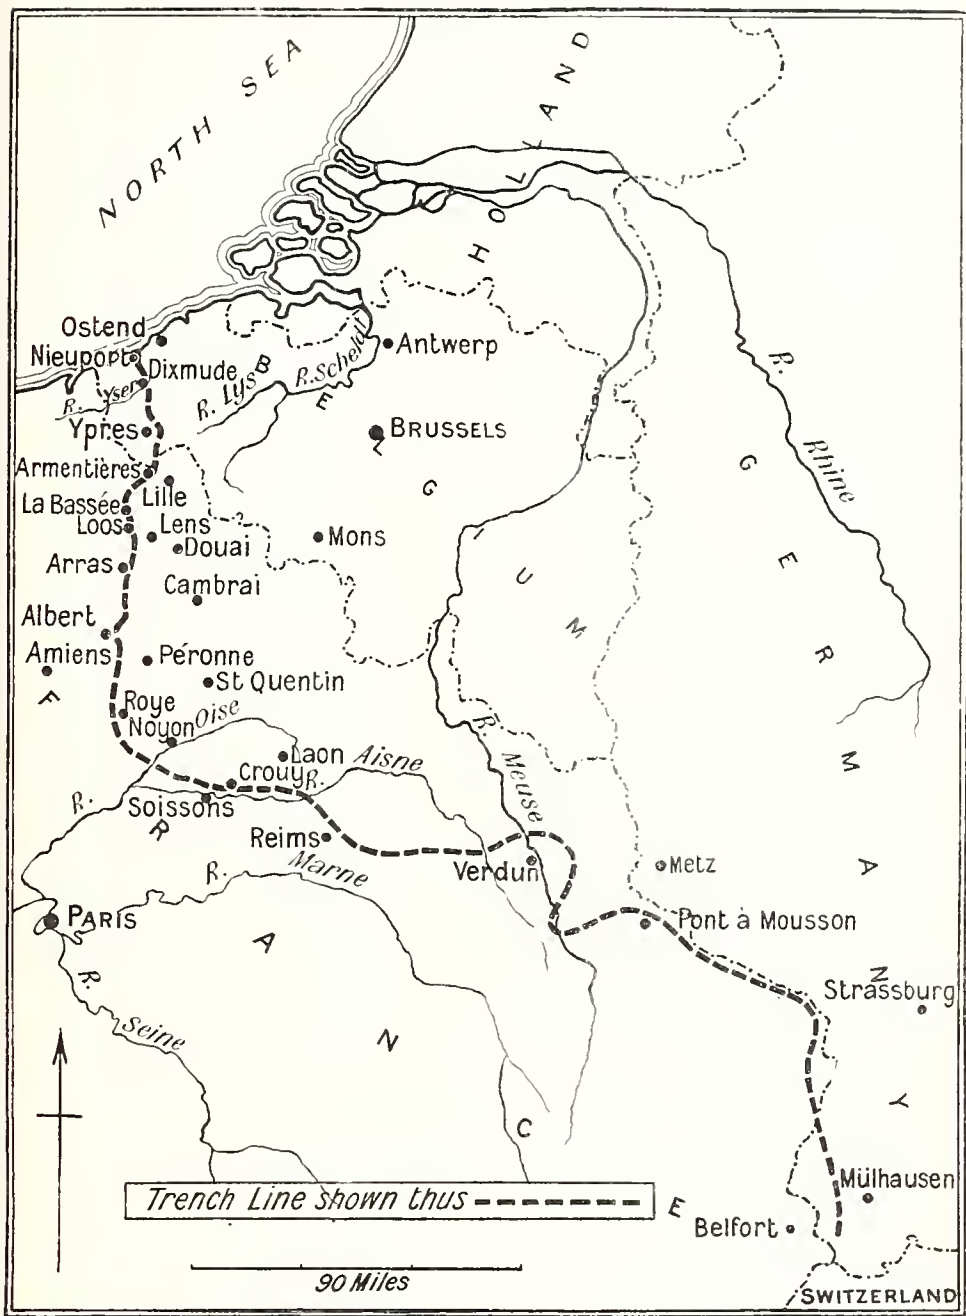 NORTH SEA
HOLLAND
Ostend
Nieuport
Dixmude
R. Yser
R. Lys
R. Scheldt
Antwerp
BELGIUM
Ypres
BRUSSELS
R. Rhine
Armentières
Lille
La Bassée
Loos
Lens
Douai
Mons
Arras
Cambrai
Albert
Amiens
Péronne
St Quentin
GERMANY
Roye
Noyon
R. Oise
Laon
R. Aisne
Crouy
R. Meuse
Soissons
Reims
R. Marne
Verdun
Metz
PARIS
Pont à Mousson
FRANCE
Strassburg
R. Seine
Trench Line shown thus
Mülhausen
Belfort
90 Miles
SWITZERLAND